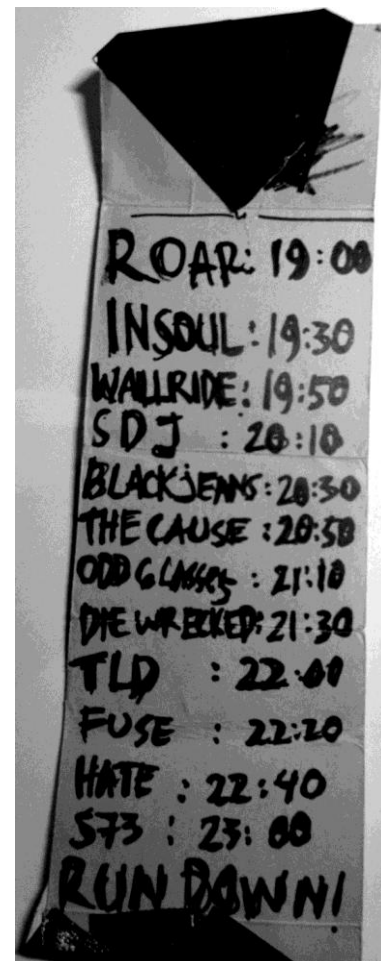 ROAR: 19:00
INSOUL: 19:30
WALLRIDE: 19:50
SDJ : 20:10
BLACKJEANS: 20:30
THE CAUSE : 20:50
ODD GLASSES : 21:10
DIE WRECKED: 21:30
TLD : 22:00
FUSE : 22:20
HATE : 22:40
S73 : 23:00
RUN DOWN!